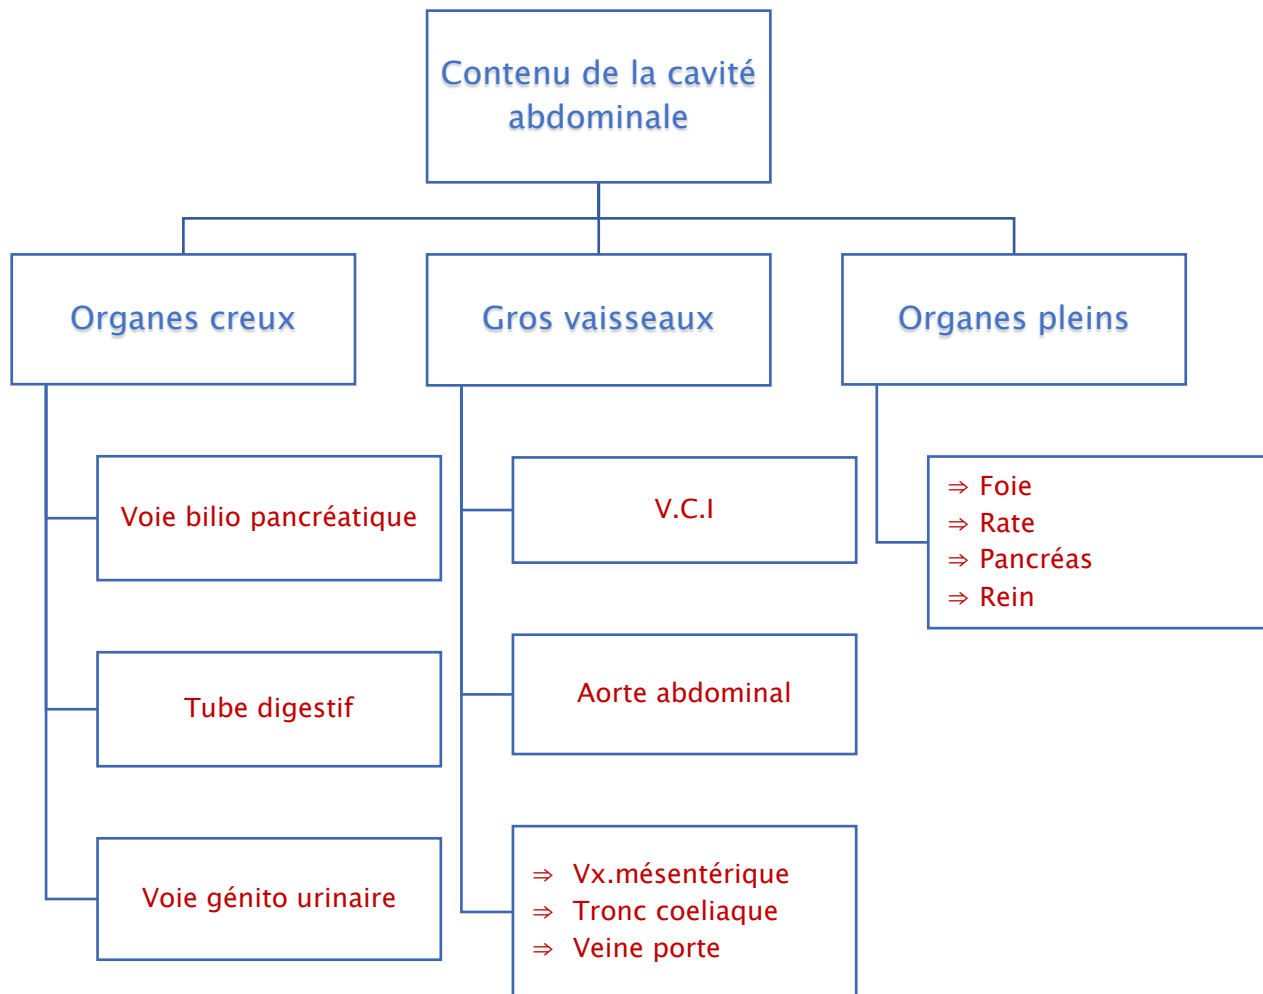 Contenu de la cavité
abdominale
Organes creux
Gros vaisseaux
Organes pleins
Voie bilio pancréatique
Tube digestif
Voie génito urinaire
V.C.I
Aorte abdominal
⇒ Vx.mésentérique
⇒ Tronc coeliaque
⇒ Veine porte
⇒ Foie
⇒ Rate
⇒ Pancréas
⇒ Rein